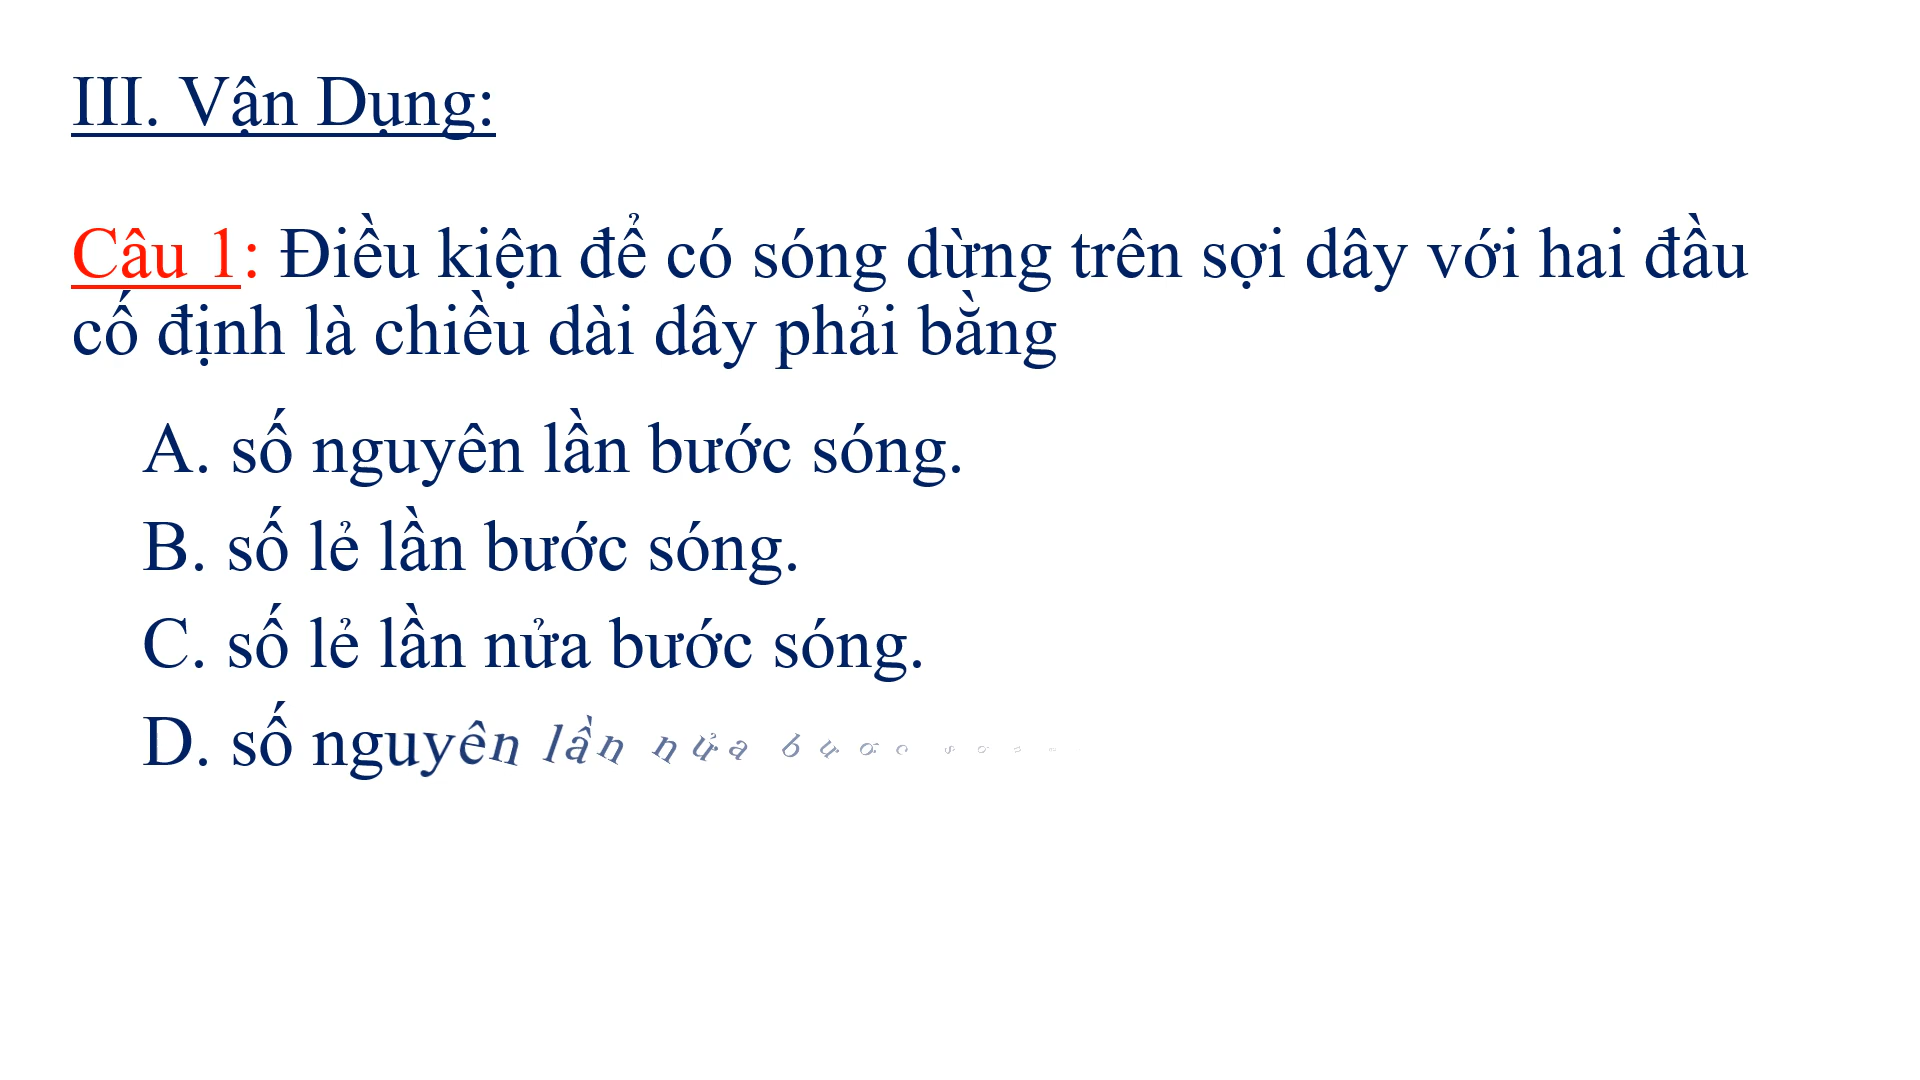 III. Vận Dụng:
Câu 1: Điều kiện để có sóng dừng trên sợi dây với hai đầu
cố định là chiều dài dây phải bằng
A. số nguyên lần bước sóng.
B. số lẻ lần bước sóng.
C. số lẻ lần nửa bước sóng.
D. số nguyên lần nửa bước